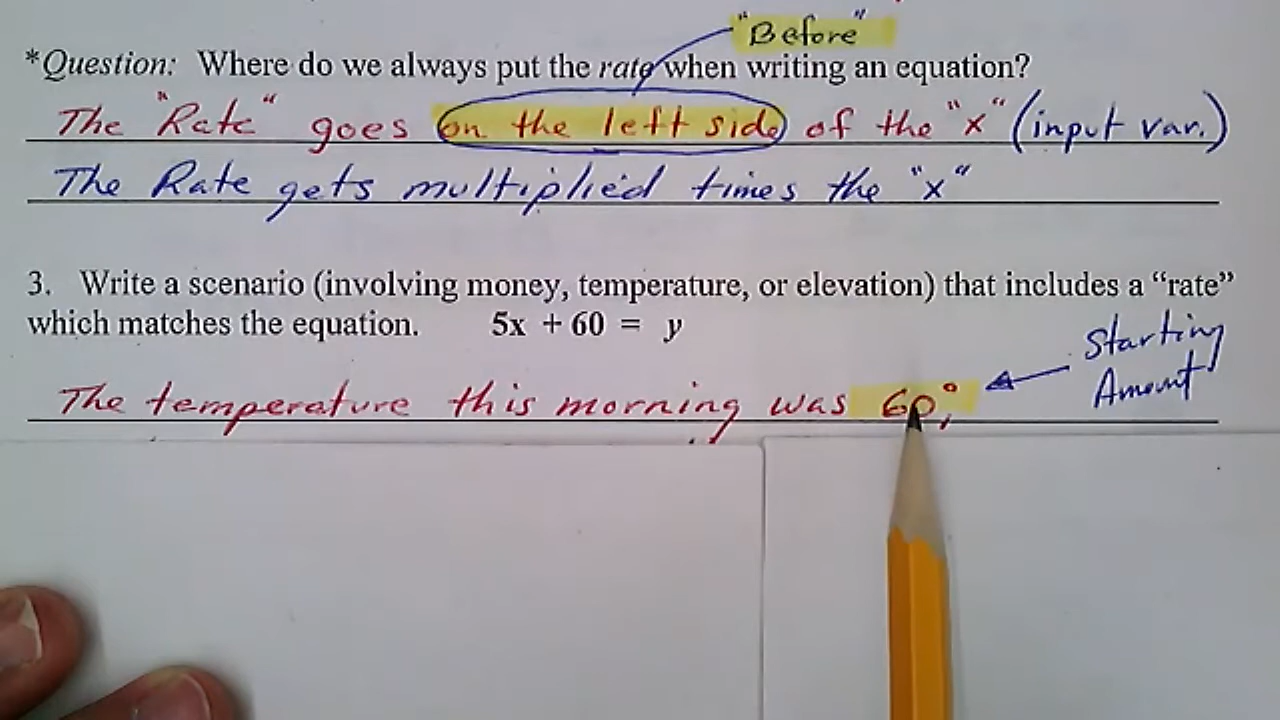 "Before"
*Question: Where do we always put the rate when writing an equation?
The "Rate" goes on the left side of the "x" (input var.)
The Rate gets multiplied times the "x"
3. Write a scenario (involving money, temperature, or elevation) that includes a “rate”
which matches the equation. 5x + 60 = y
Starting
Amount
The temperature this morning was 60°,